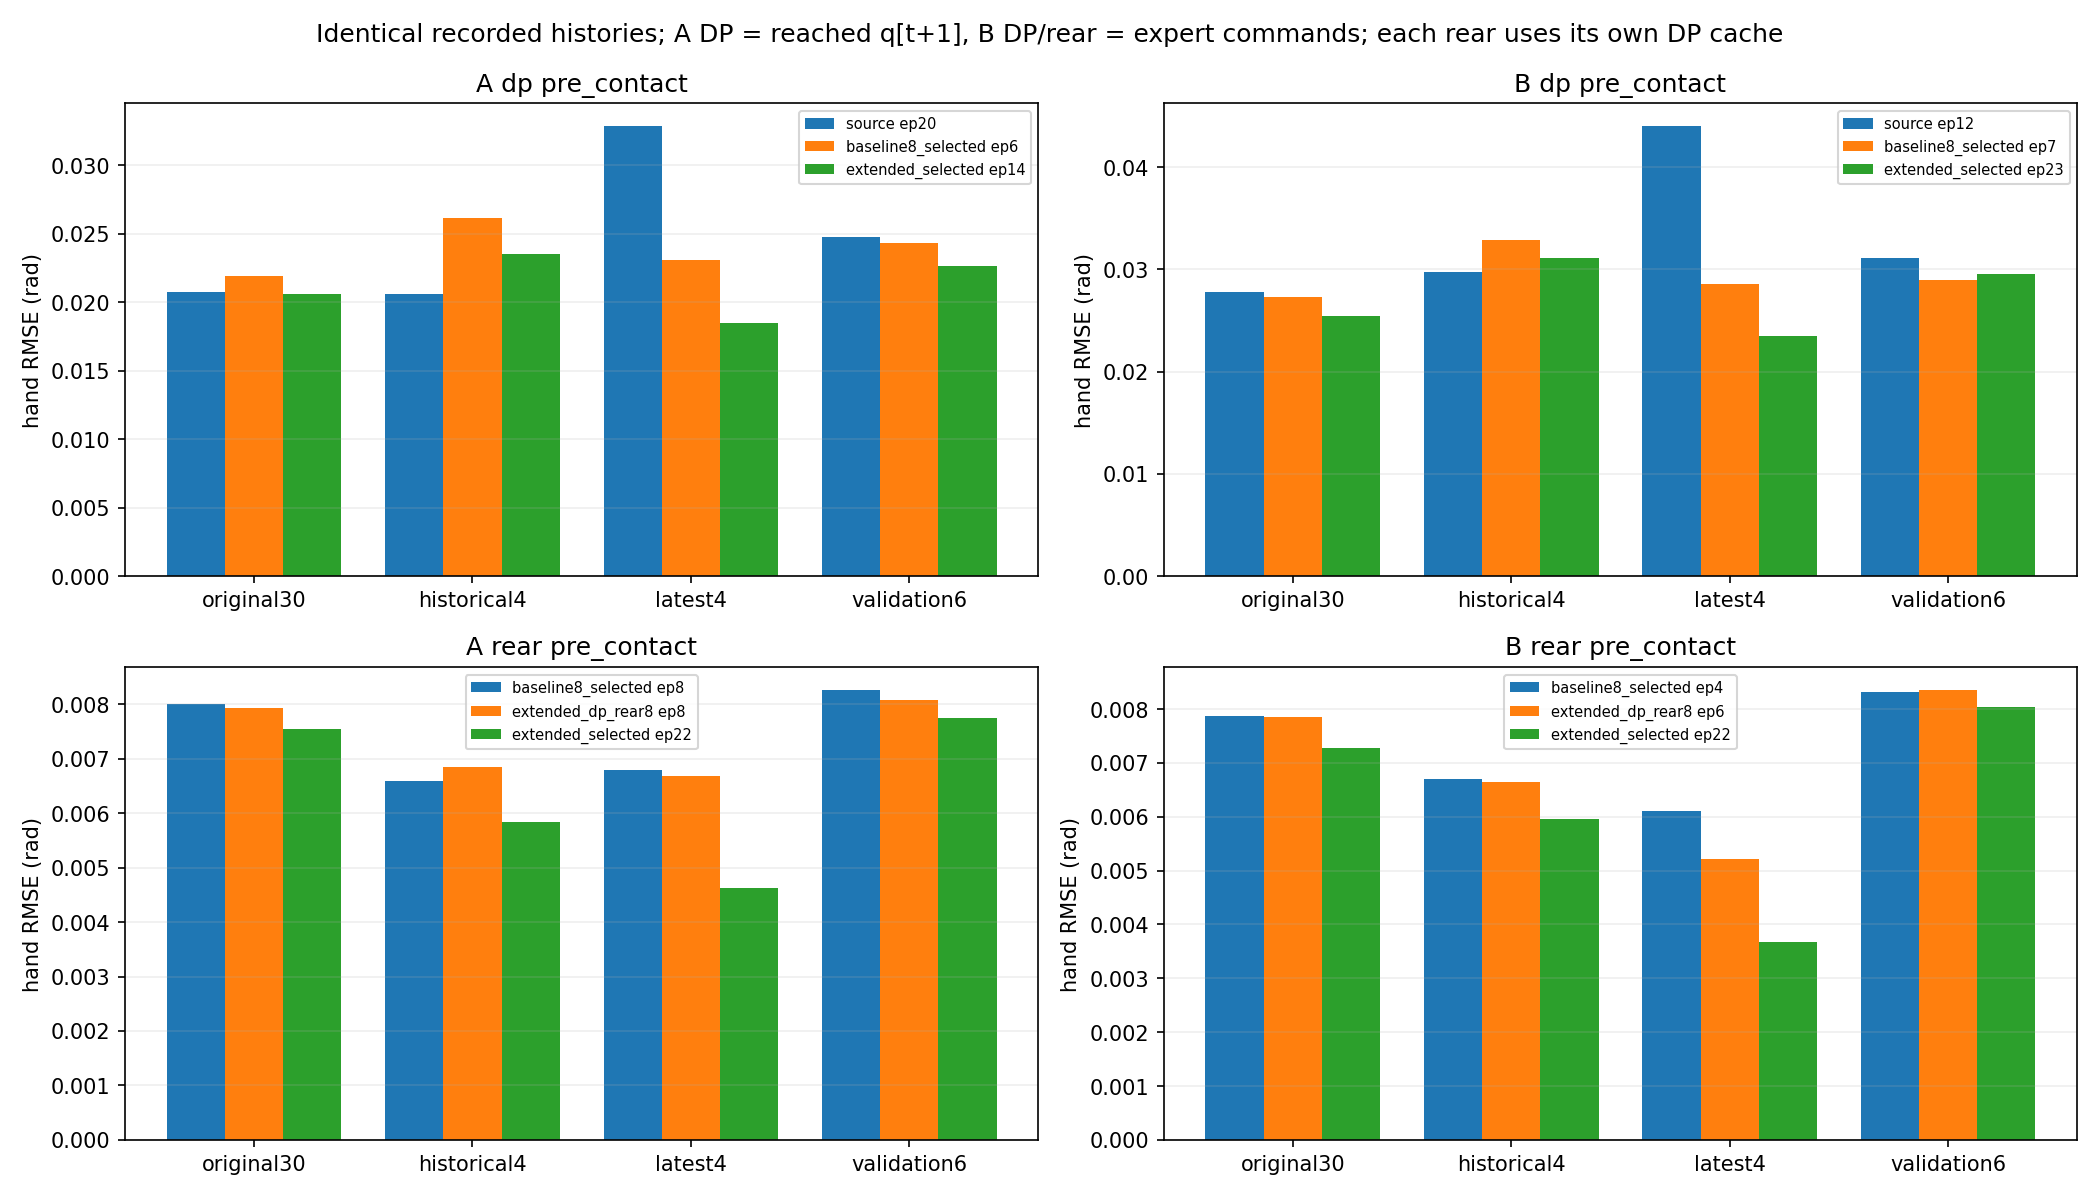 Identical recorded histories; A DP = reached q[t+1], B DP/rear = expert commands; each rear uses its own DP cache
A dp pre_contact
hand RMSE (rad)
0.030
0.025
0.020
0.015
0.010
0.005
0.000
source ep20
baseline8_selected ep6
extended_selected ep14
original30 historical4 latest4 validation6
B dp pre_contact
hand RMSE (rad)
0.04
0.03
0.02
0.01
0.00
source ep12
baseline8_selected ep7
extended_selected ep23
original30 historical4 latest4 validation6
A rear pre_contact
hand RMSE (rad)
0.008
0.007
0.006
0.005
0.004
0.003
0.002
0.001
0.000
baseline8_selected ep8
extended_dp_rear8 ep8
extended_selected ep22
original30 historical4 latest4 validation6
B rear pre_contact
hand RMSE (rad)
0.008
0.007
0.006
0.005
0.004
0.003
0.002
0.001
0.000
baseline8_selected ep4
extended_dp_rear8 ep6
extended_selected ep22
original30 historical4 latest4 validation6